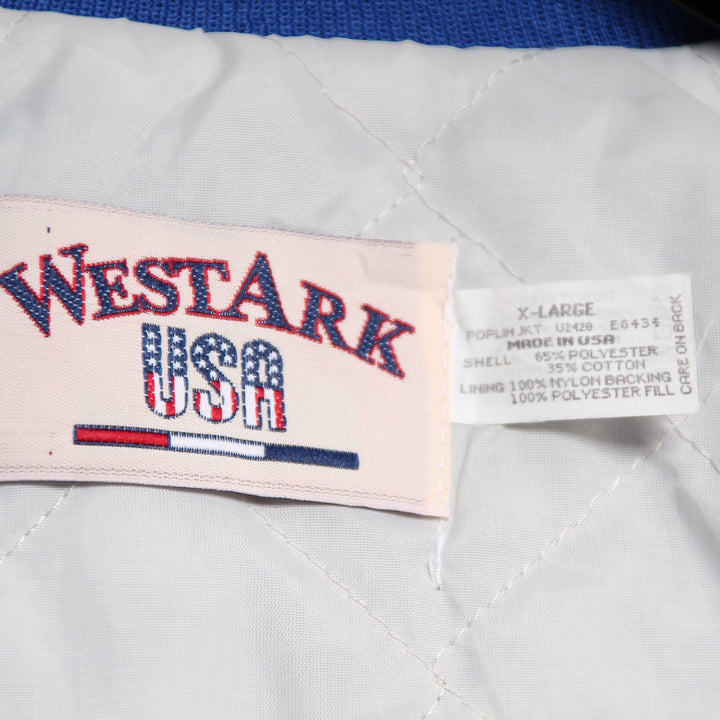 WESTARK
USA
X-LARGE
POPLIN JKT U2420 E6434
MADE IN USA
SHELL 65% POLYESTER
35% COTTON
LINING 100% NYLON BACKING
100% POLYESTER FILL
CARE ON BACK